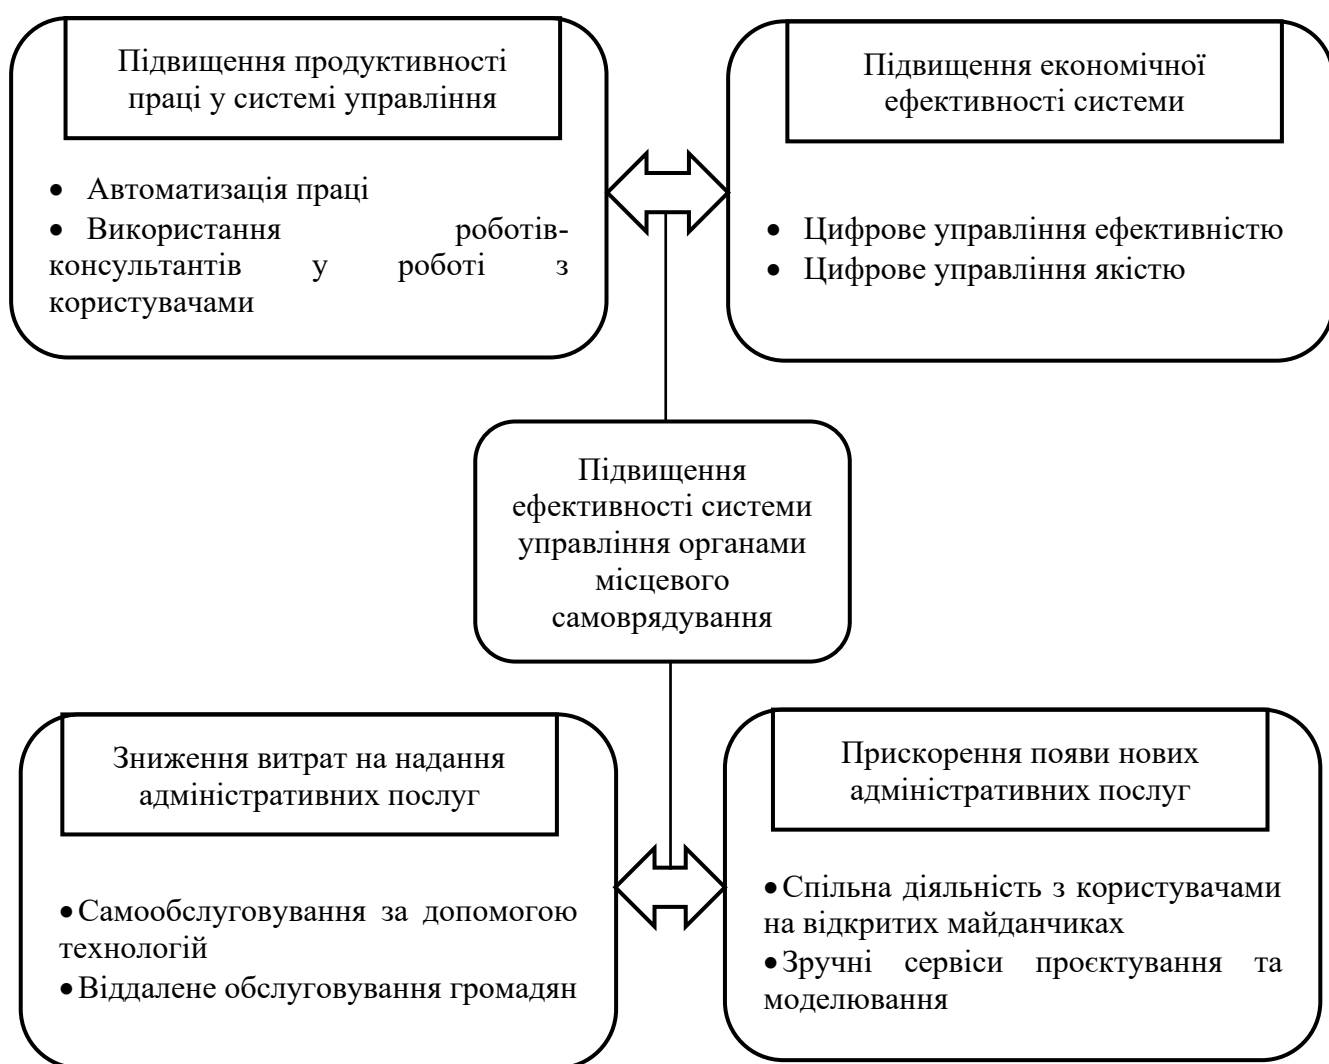 Підвищення продуктивності
праці у системі управління
• Автоматизація праці
• Використання роботів-
консультантів у роботі з
користувачами
Підвищення економічної
ефективності системи
• Цифрове управління ефективністю
• Цифрове управління якістю
Підвищення
ефективності системи
управління органами
місцевого
самоврядування
Зниження витрат на надання
адміністративних послуг
• Самообслуговування за допомогою
технологій
• Віддалене обслуговування громадян
Прискорення появи нових
адміністративних послуг
• Спільна діяльність з користувачами
на відкритих майданчиках
• Зручні сервіси проєктування та
моделювання